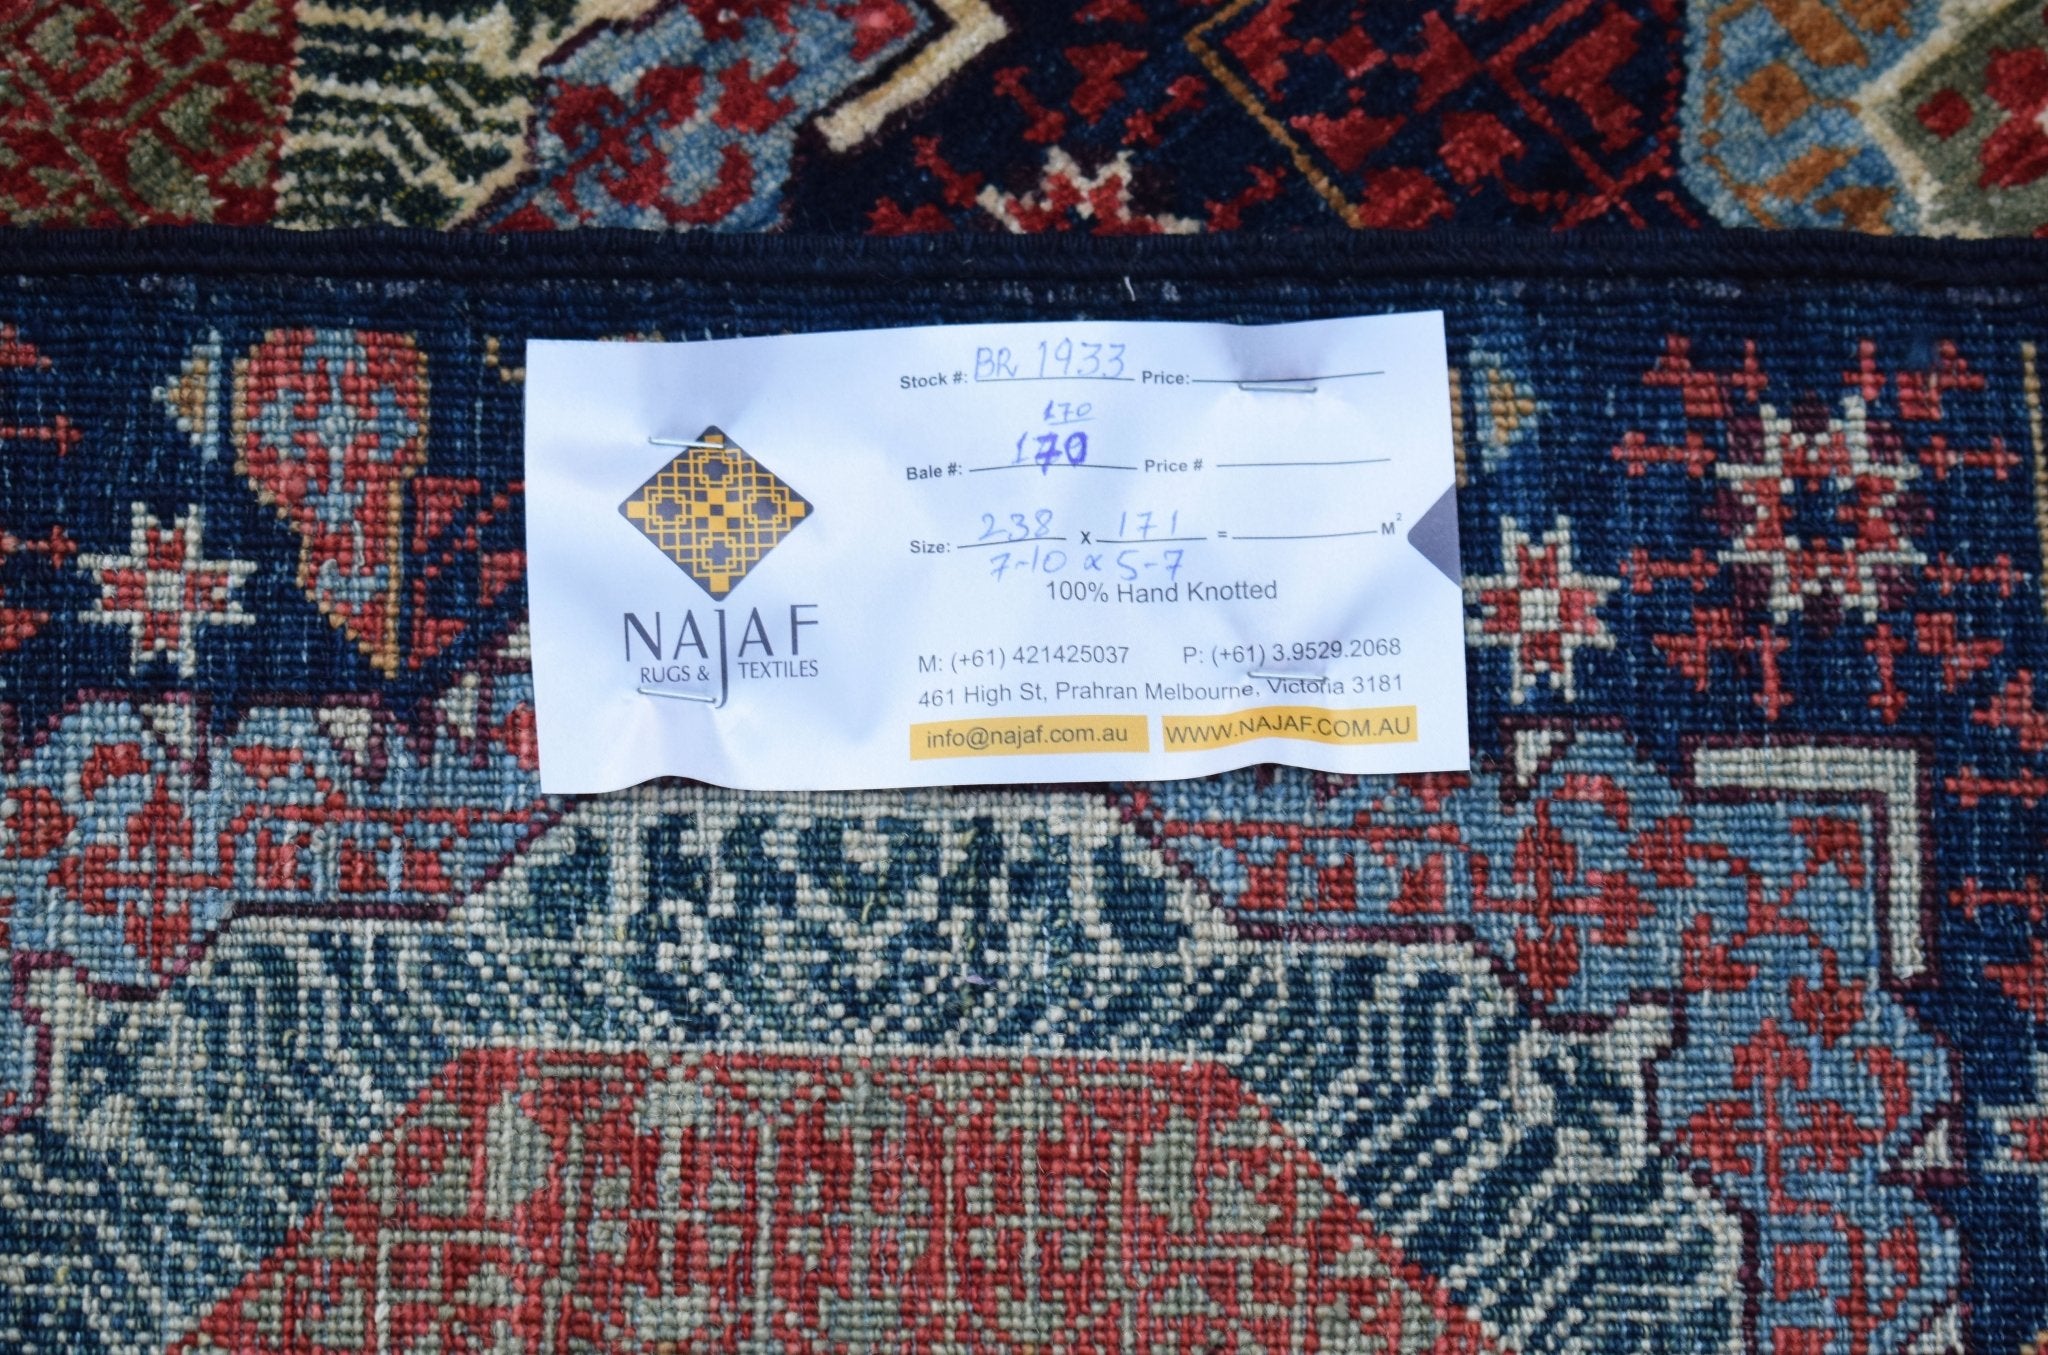 Stock #: BR 1933 Price:
170
Bale #: 170 Price #
Size: 238 x 171 = M²
7-10 x 5-7
100% Hand Knotted
NAJAF
RUGS & TEXTILES
M: (+61) 421425037 P: (+61) 3.9529.2068
461 High St, Prahran Melbourne, Victoria 3181
info@najaf.com.au WWW.NAJAF.COM.AU